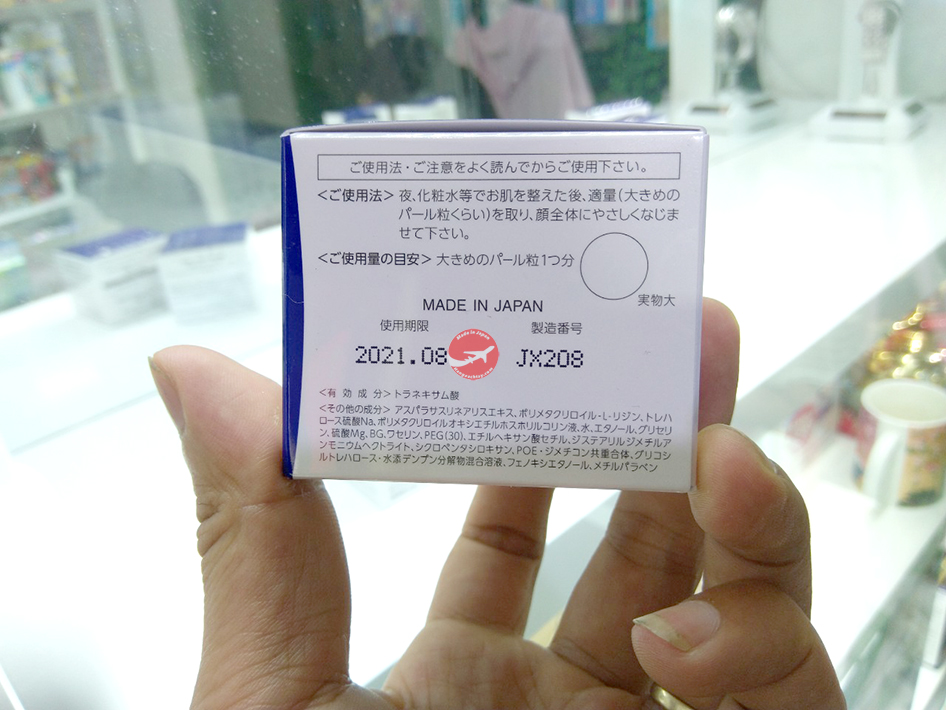 ご使用法・ご注意をよく読んでからご使用下さい。
<ご使用法> 夜、化粧水等でお肌を整えた後、適量(大きめの
パール粒くらい)を取り、顔全体にやさしくなじま
せて下さい。
<ご使用量の目安> 大きめのパール粒1つ分
実物大
MADE IN JAPAN
使用期限 製造番号
2021.08 JX208
Made in Japan
<有効成分> トラネキサム酸
<その他の成分> アスパラサスリネアリスエキス、ポリメタクリロイル-L-リジン、トレハ
ロース硫酸Na、ポリメタクリロイルオキシエチルホスホリルコリン液、水、エタノール、グリセリ
ン、硫酸Mg、BG、ワセリン、PEG(30)、エチルヘキサン酸セチル、ジステアリルジメチルア
ンモニウムヘクトライト、シクロペンタシロキサン、POE・ジメチコン共重合体、グリコシ
ルトレハロース・水添デンプン分解物混合溶液、フェノキシエタノール、メチルパラベン